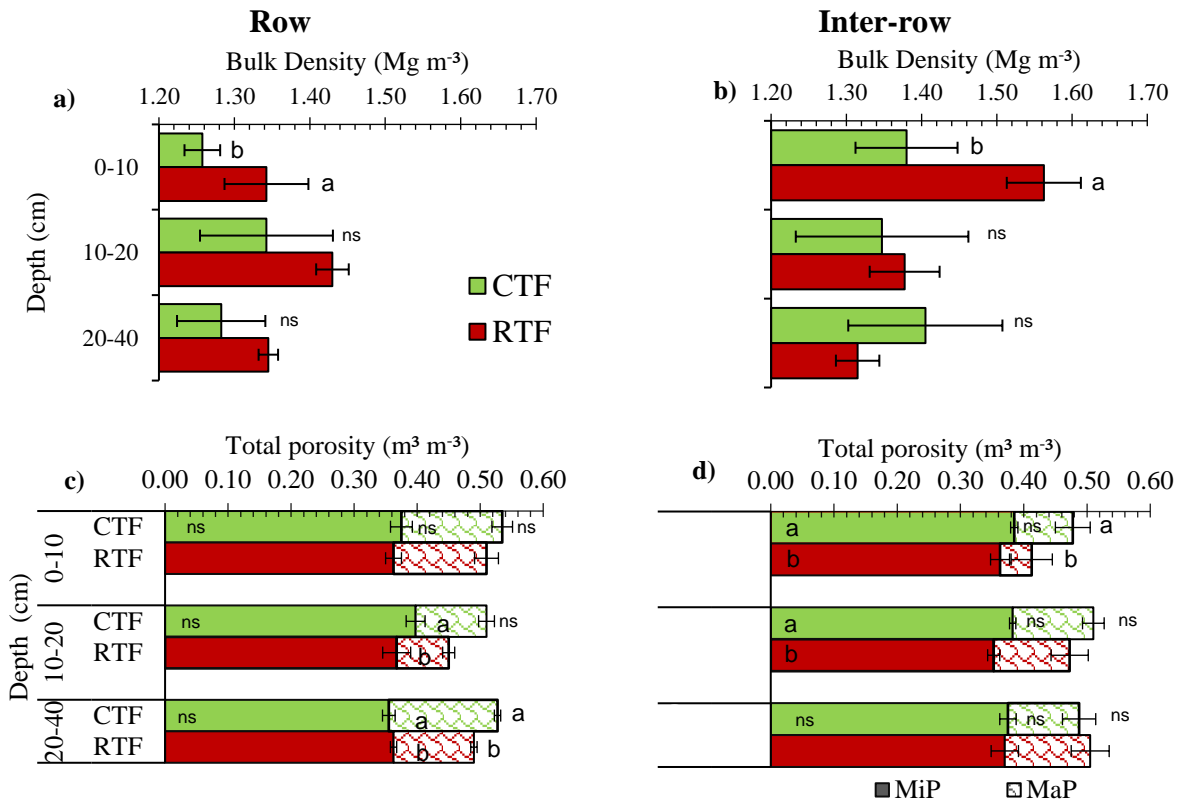 Row
Inter-row
Bulk Density (Mg m⁻³)
a)
1.20 1.30 1.40 1.50 1.60 1.70
Depth (cm)
0-10
b
a
10-20
ns
20-40
ns
CTF
RTF
Bulk Density (Mg m⁻³)
b)
1.20 1.30 1.40 1.50 1.60 1.70
b
a
ns
ns
Total porosity (m³ m⁻³)
c)
0.00 0.10 0.20 0.30 0.40 0.50 0.60
Depth (cm)
0-10
CTF ns ns ns
RTF
10-20
CTF ns a ns
RTF b
20-40
CTF ns a a
RTF b b
Total porosity (m³ m⁻³)
d)
0.00 0.10 0.20 0.30 0.40 0.50 0.60
a ns a
b b
a ns ns
b
ns ns ns
MiP MaP